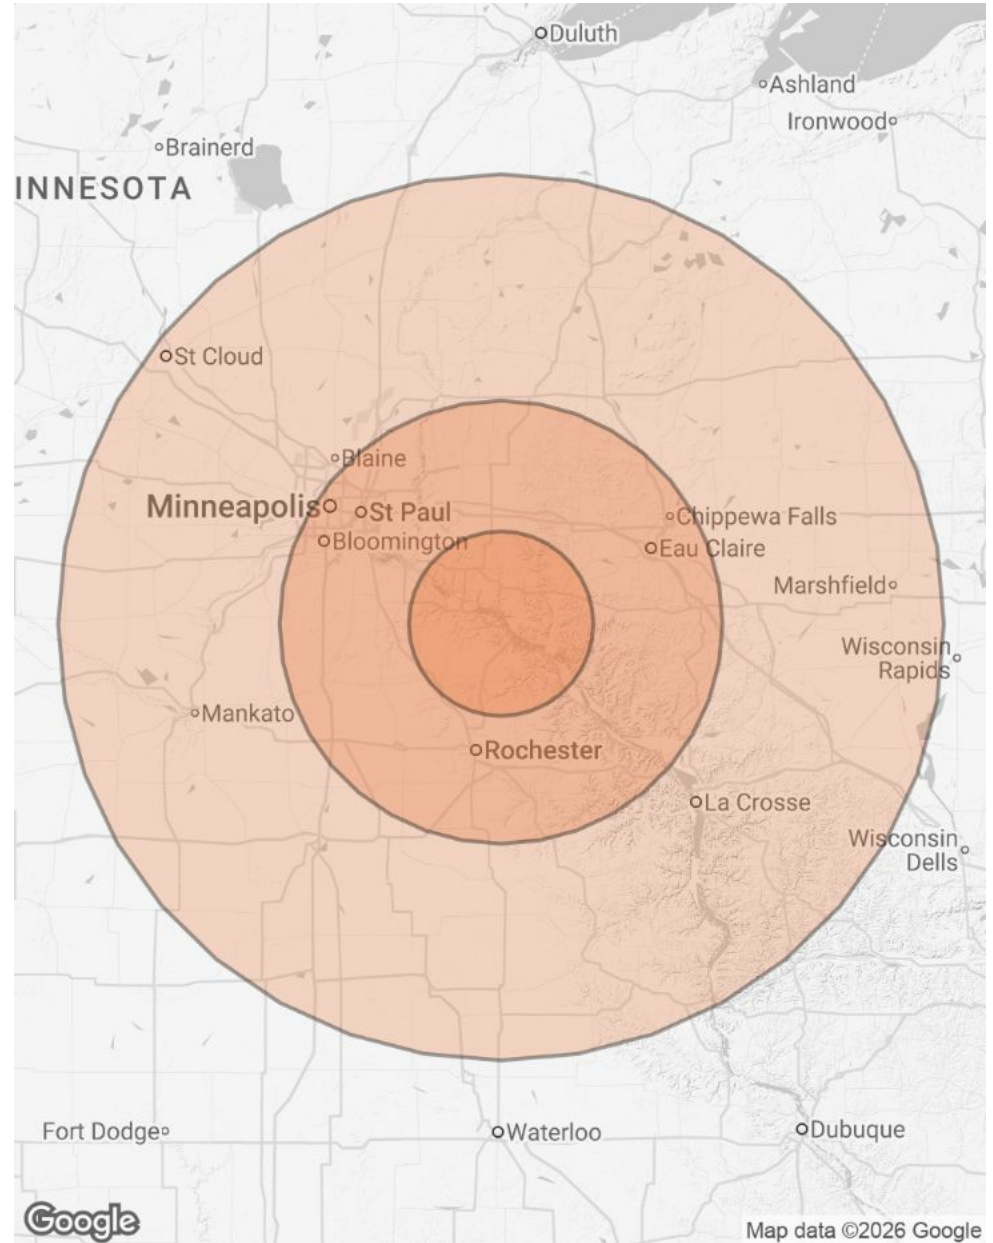 Duluth
Ashland
Ironwood
Brainerd
INNESOTA
St Cloud
Blaine
Minneapolis
St Paul
Chippewa Falls
Bloomington
Eau Claire
Marshfield
Wisconsin
Rapids
Mankato
Rochester
La Crosse
Wisconsin
Dells
Fort Dodge
Waterloo
Dubuque
Google
Map data ©2026 Google